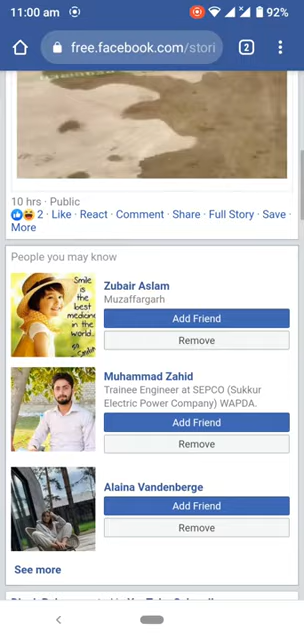 11:00 am
92%
free.facebook.com/stori
2
10 hrs · Public
2 · Like · React · Comment · Share · Full Story · Save ·
More
People you may know
Smile
is
the
best
medicine
in the
world..
Zubair Aslam
Muzaffargarh
Add Friend
Remove
Muhammad Zahid
Trainee Engineer at SEPCO (Sukkur
Electric Power Company) WAPDA.
Add Friend
Remove
Alaina Vandenberge
Add Friend
Remove
See more